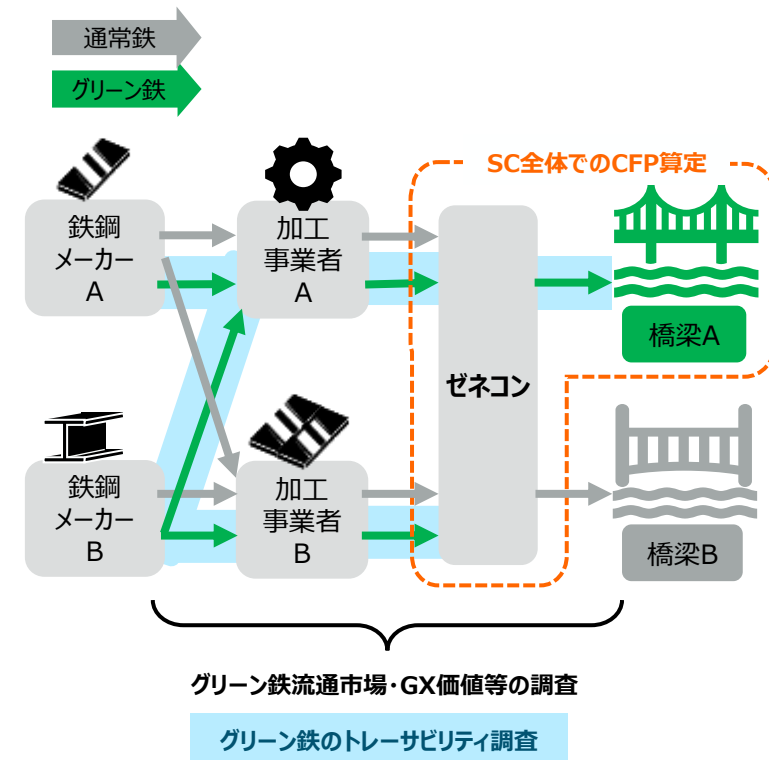 通常鉄
グリーン鉄
SC全体でのCFP算定
鉄鋼
メーカー
A
加工
事業者
A
橋梁A
ゼネコン
鉄鋼
メーカー
B
加工
事業者
B
橋梁B
グリーン鉄流通市場・GX価値等の調査
グリーン鉄のトレーサビリティ調査